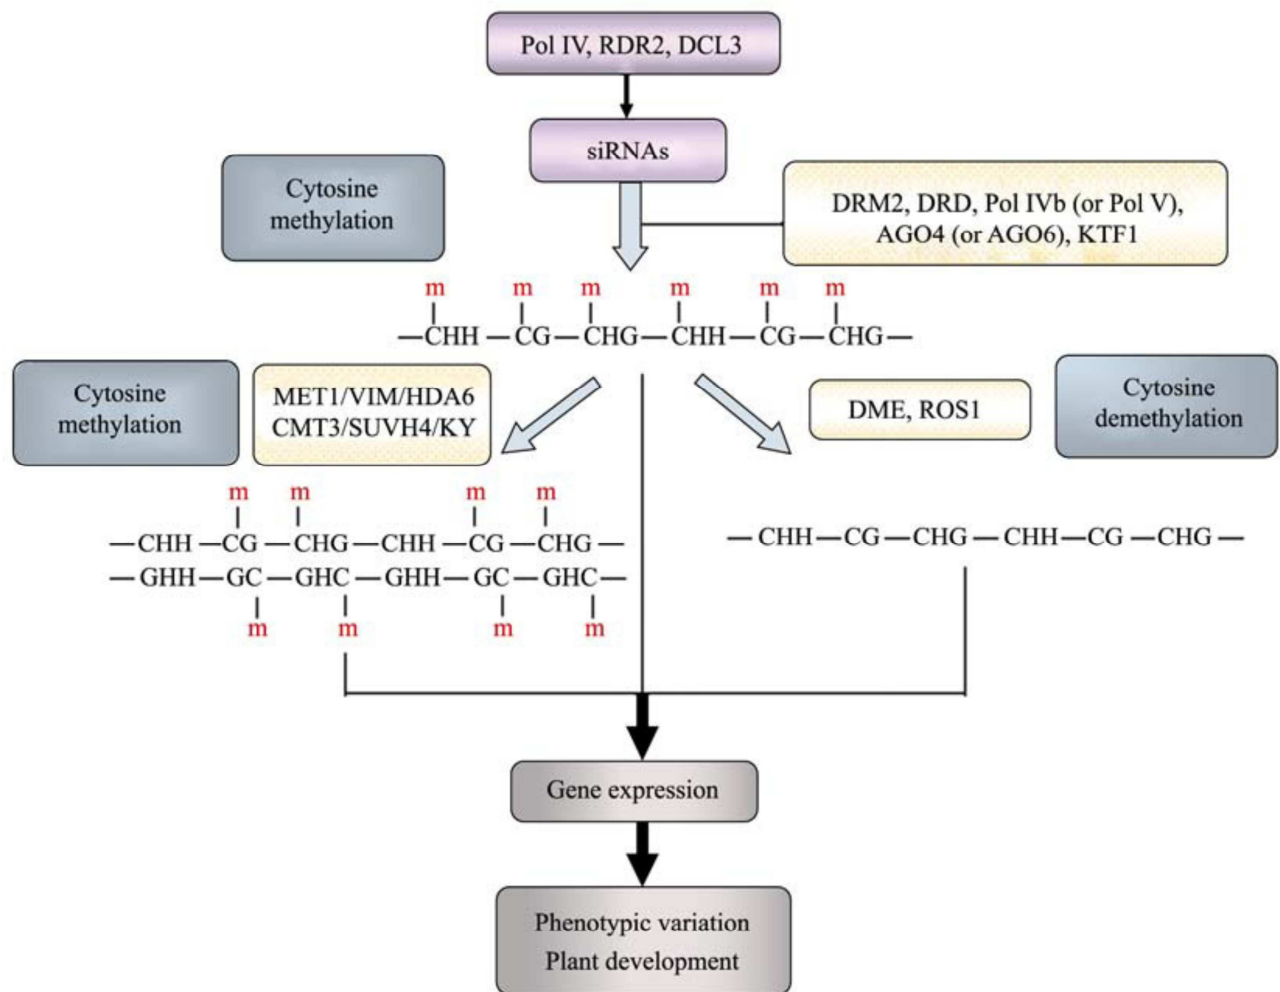 Pol IV, RDR2, DCL3
siRNAs
Cytosine
methylation
DRM2, DRD, Pol IVb (or Pol V),
AGO4 (or AGO6), KTF1
m m m m m m
—CHH—CG—CHG—CHH—CG—CHG—
Cytosine
methylation
MET1/VIM/HDA6
CMT3/SUVH4/KY
DME, ROS1
Cytosine
demethylation
m m m m
—CHH—CG—CHG—CHH—CG—CHG—
—GHH—GC—GHC—GHH—GC—GHC—
m m m m
—CHH—CG—CHG—CHH—CG—CHG—
Gene expression
Phenotypic variation
Plant development